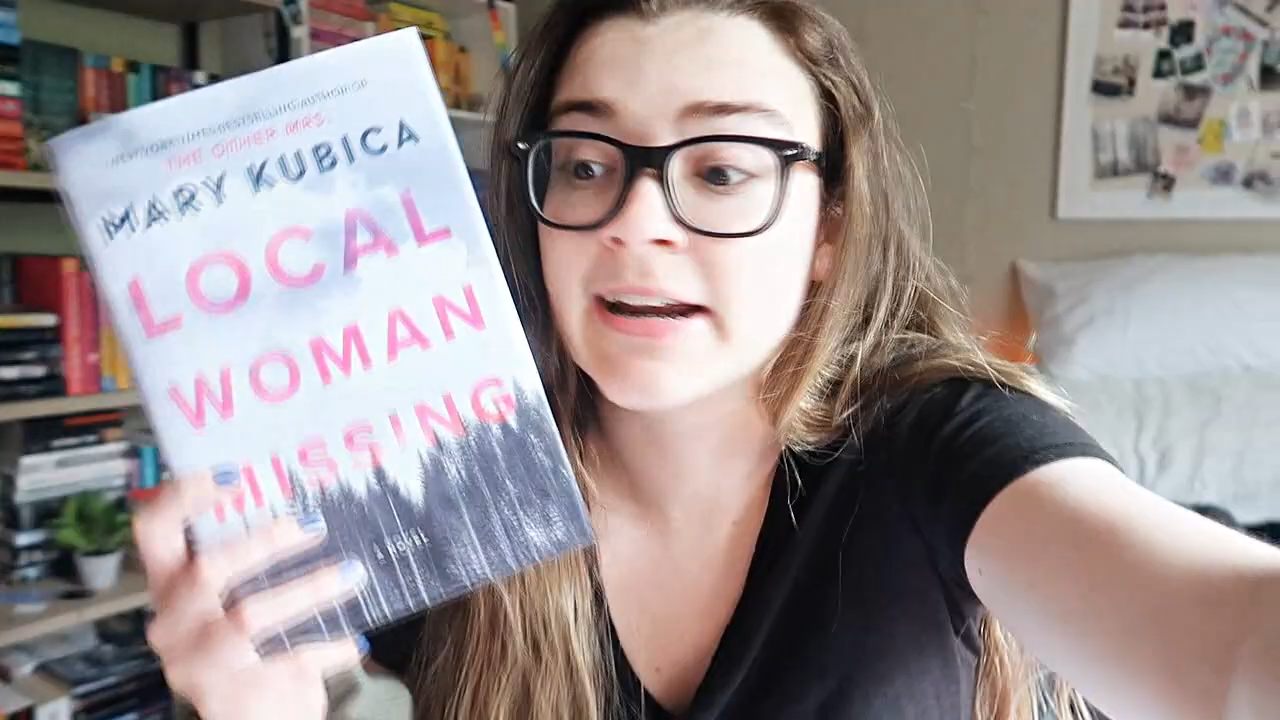 NEW YORK TIMES BESTSELLING AUTHOR OF
THE OTHER MRS.
MARY KUBICA
LOCAL
WOMAN
MISSING
A NOVEL